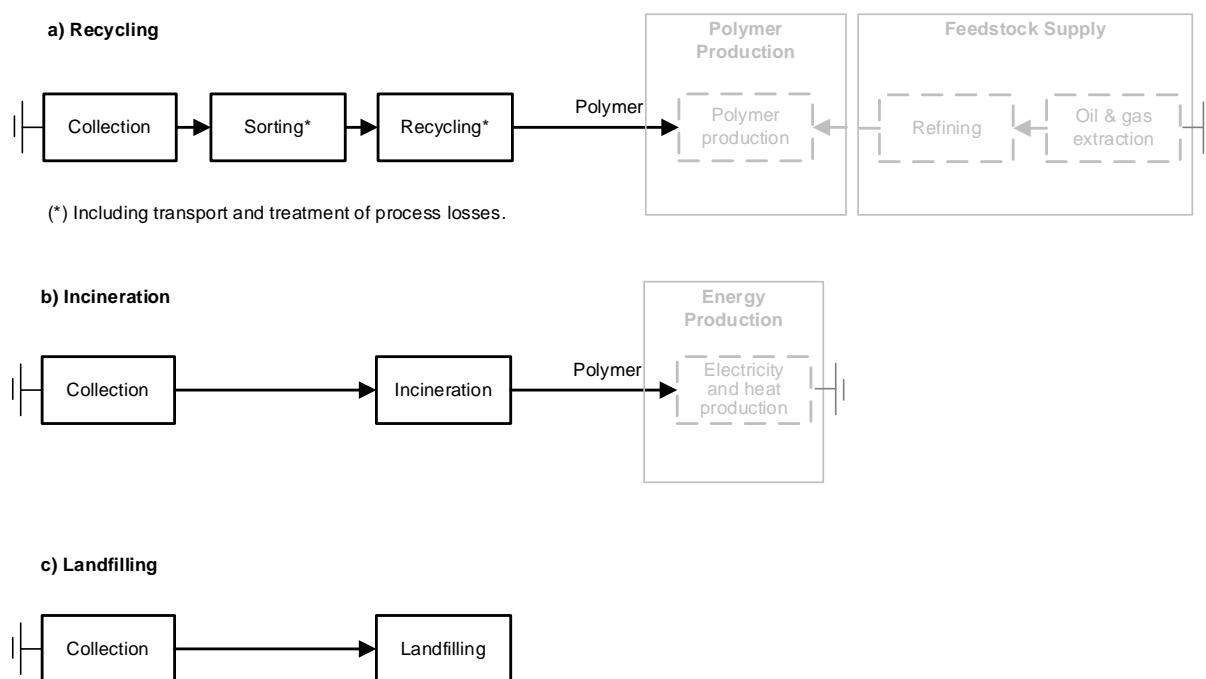 a) Recycling
Polymer
Production
Feedstock Supply
Collection
Sorting*
Recycling*
Polymer
Polymer
production
Refining
Oil & gas
extraction
(*) Including transport and treatment of process losses.
b) Incineration
Energy
Production
Collection
Incineration
Polymer
Electricity
and heat
production
c) Landfilling
Collection
Landfilling